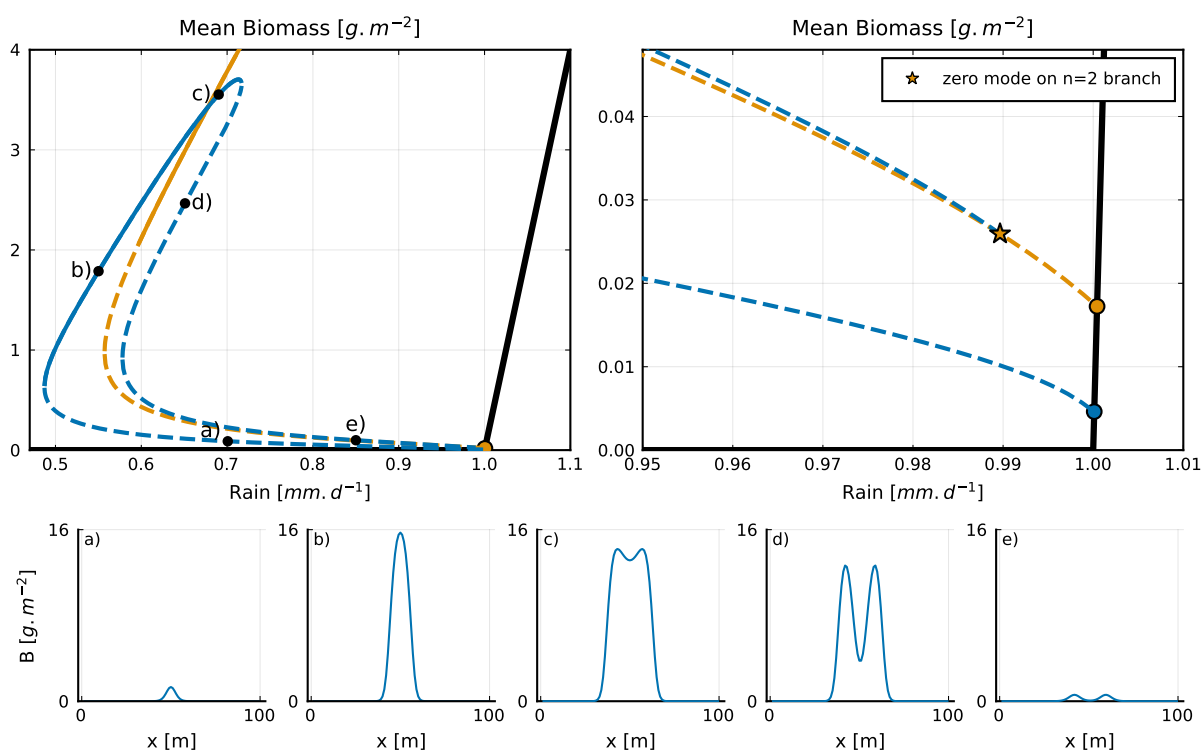 Mean Biomass [g.m⁻²]
4
3
2
1
0
c)
d)
b)
a)
e)
0.5 0.6 0.7 0.8 0.9 1.0 1.1
Rain [mm.d⁻¹]
Mean Biomass [g.m⁻²]
zero mode on n=2 branch
0.04
0.03
0.02
0.01
0.00
0.95 0.96 0.97 0.98 0.99 1.00 1.01
Rain [mm.d⁻¹]
B [g.m⁻²]
16
a)
0
0 100
x [m]
16
b)
0
0 100
x [m]
16
c)
0
0 100
x [m]
16
d)
0
0 100
x [m]
16
e)
0
0 100
x [m]